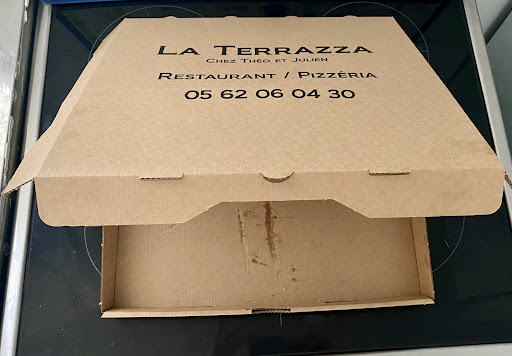 La Terrazza
Chez Théo et Julien
Restaurant / Pizzéria
05 62 06 04 30